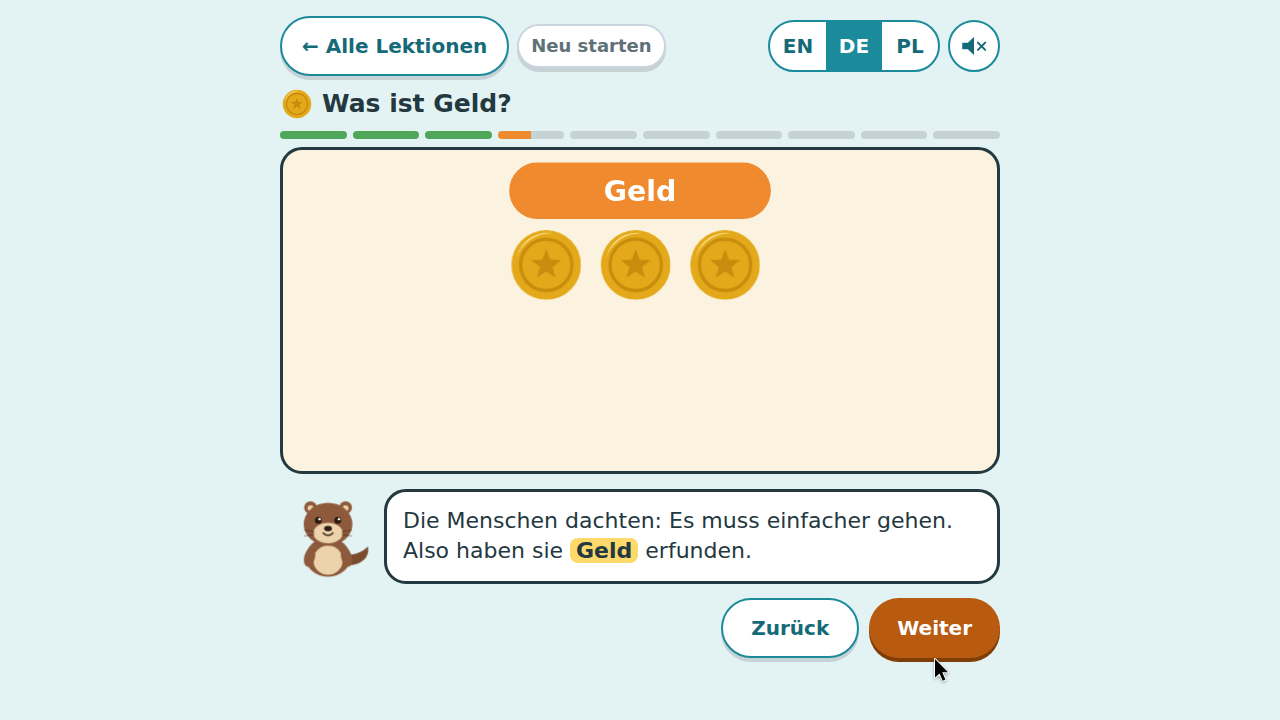 ← Alle Lektionen
Neu starten
EN DE PL
Was ist Geld?
Geld
Die Menschen dachten: Es muss einfacher gehen.
Also haben sie Geld erfunden.
Zurück
Weiter